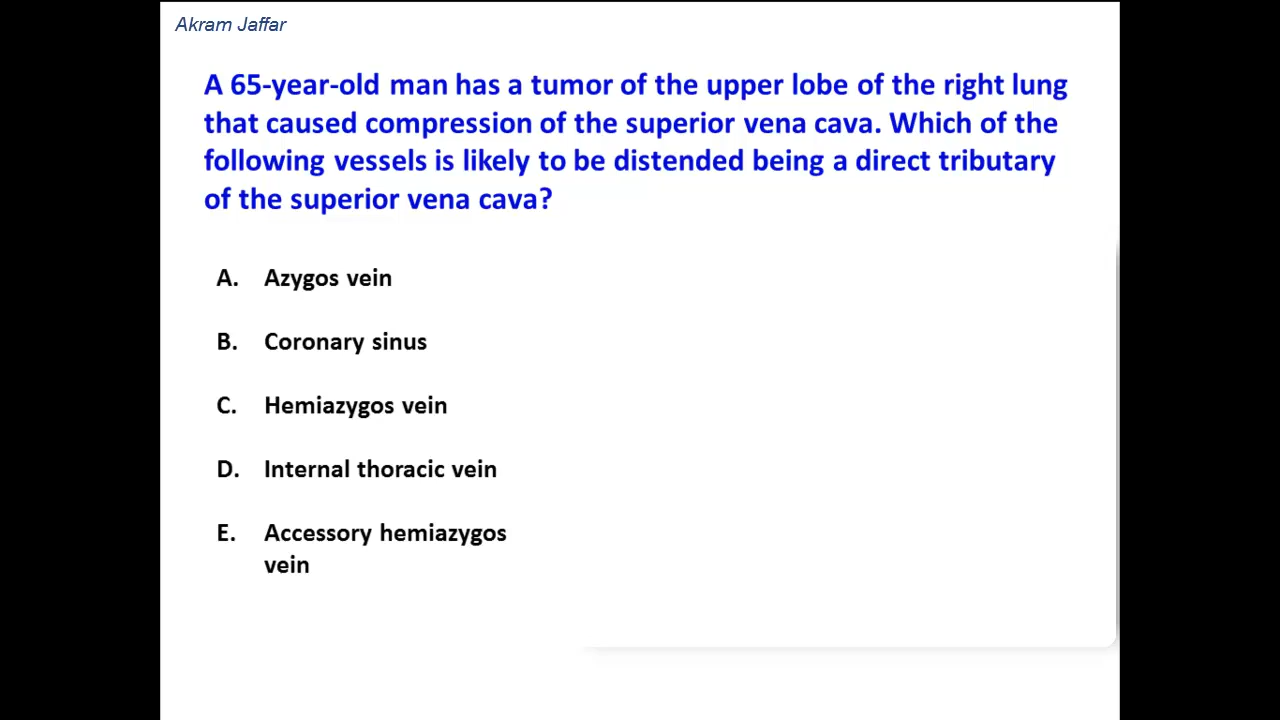 Akram Jaffar
A 65-year-old man has a tumor of the upper lobe of the right lung
that caused compression of the superior vena cava. Which of the
following vessels is likely to be distended being a direct tributary
of the superior vena cava?
A. Azygos vein
B. Coronary sinus
C. Hemiazygos vein
D. Internal thoracic vein
E. Accessory hemiazygos
vein